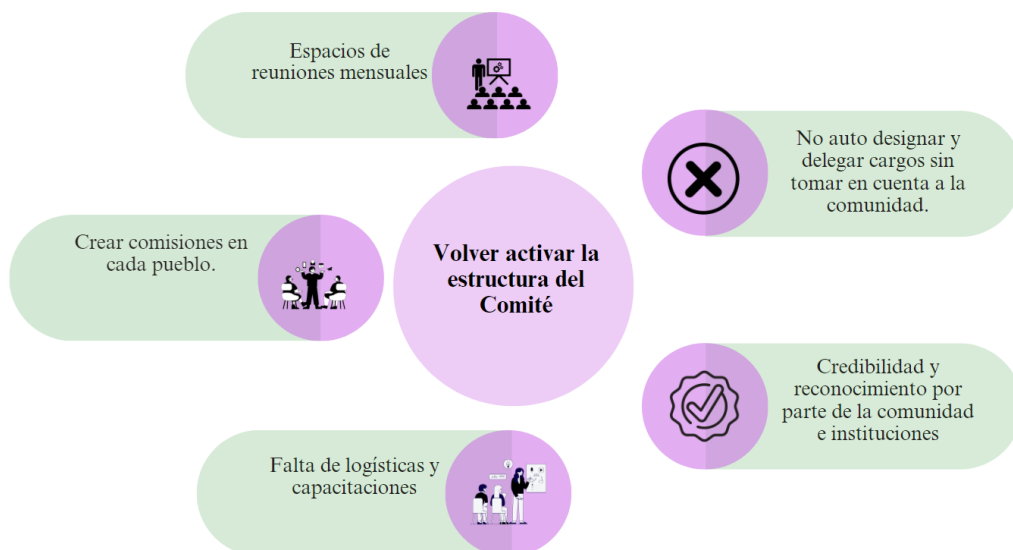 Espacios de
reuniones mensuales
No auto designar y
delegar cargos sin
tomar en cuenta a la
comunidad.
Crear comisiones en
cada pueblo.
Volver activar la
estructura del
Comité
Credibilidad y
reconocimiento por
parte de la comunidad
e instituciones
Falta de logísticas y
capacitaciones